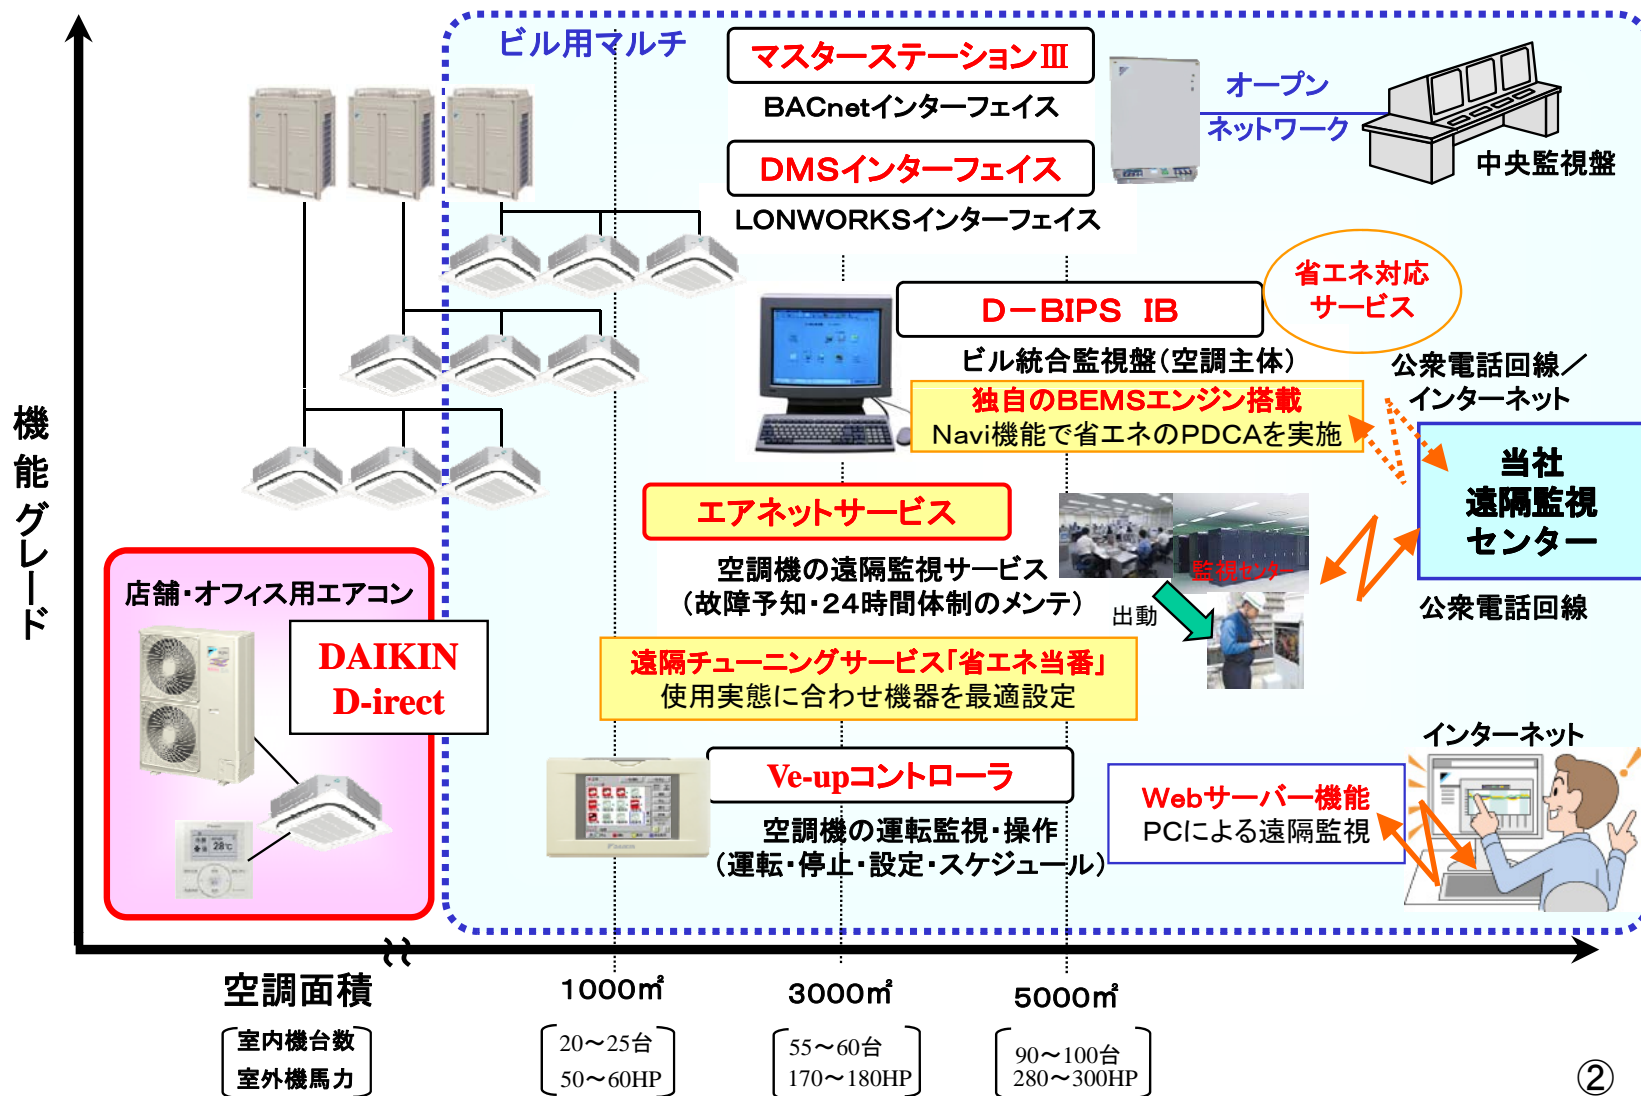 ビル用マルチ
マスターステーションⅢ
BACnetインターフェイス
DMSインターフェイス
LONWORKSインターフェイス
オープン
ネットワーク
中央監視盤
D－BIPS IB
ビル統合監視盤(空調主体)
独自のBEMSエンジン搭載
Navi機能で省エネのPDCAを実施
省エネ対応
サービス
公衆電話回線／
インターネット
当社
遠隔監視
センター
公衆電話回線
機能グレード
エアネットサービス
空調機の遠隔監視サービス
(故障予知・24時間体制のメンテ)
監視センター
出動
店舗・オフィス用エアコン
DAIKIN
D-irect
28℃
遠隔チューニングサービス「省エネ当番」
使用実態に合わせ機器を最適設定
Ve-upコントローラ
空調機の運転監視・操作
(運転・停止・設定・スケジュール)
DAIKIN
インターネット
Webサーバー機能
PCによる遠隔監視
空調面積
1000㎡
3000㎡
5000㎡
室内機台数
室外機馬力
20～25台
50～60HP
55～60台
170～180HP
90～100台
280～300HP
②